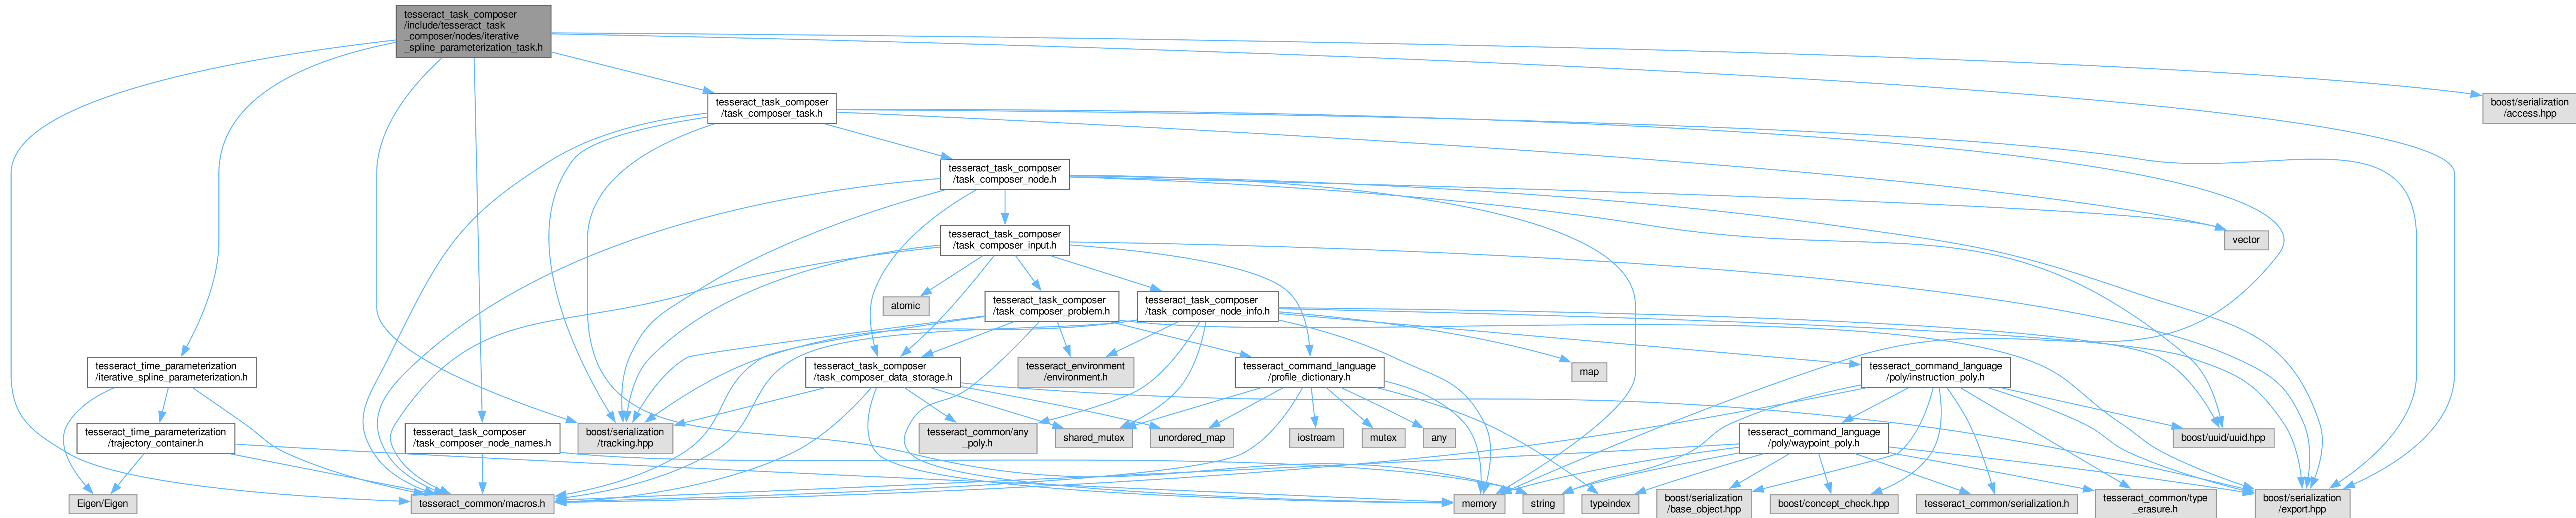 tesseract_task_composer
/include/tesseract_task
_composer/nodes/iterative
_spline_parameterization_task.h
tesseract_task_composer
/task_composer_task.h
boost/serialization
/access.hpp
tesseract_task_composer
/task_composer_node.h
tesseract_task_composer
/task_composer_input.h
vector
atomic
tesseract_task_composer
/task_composer_problem.h
tesseract_task_composer
/task_composer_node_info.h
tesseract_time_parameterization
/iterative_spline_parameterization.h
tesseract_task_composer
/task_composer_data_storage.h
tesseract_environment
/environment.h
tesseract_command_language
/profile_dictionary.h
map
tesseract_command_language
/poly/instruction_poly.h
tesseract_time_parameterization
/trajectory_container.h
tesseract_task_composer
/task_composer_node_names.h
boost/serialization
/tracking.hpp
tesseract_common/any
_poly.h
shared_mutex
unordered_map
iostream
mutex
any
tesseract_command_language
/poly/waypoint_poly.h
boost/uuid/uuid.hpp
Eigen/Eigen
tesseract_common/macros.h
memory
string
typeindex
boost/serialization
/base_object.hpp
boost/concept_check.hpp
tesseract_common/serialization.h
tesseract_common/type
_erasure.h
boost/serialization
/export.hpp